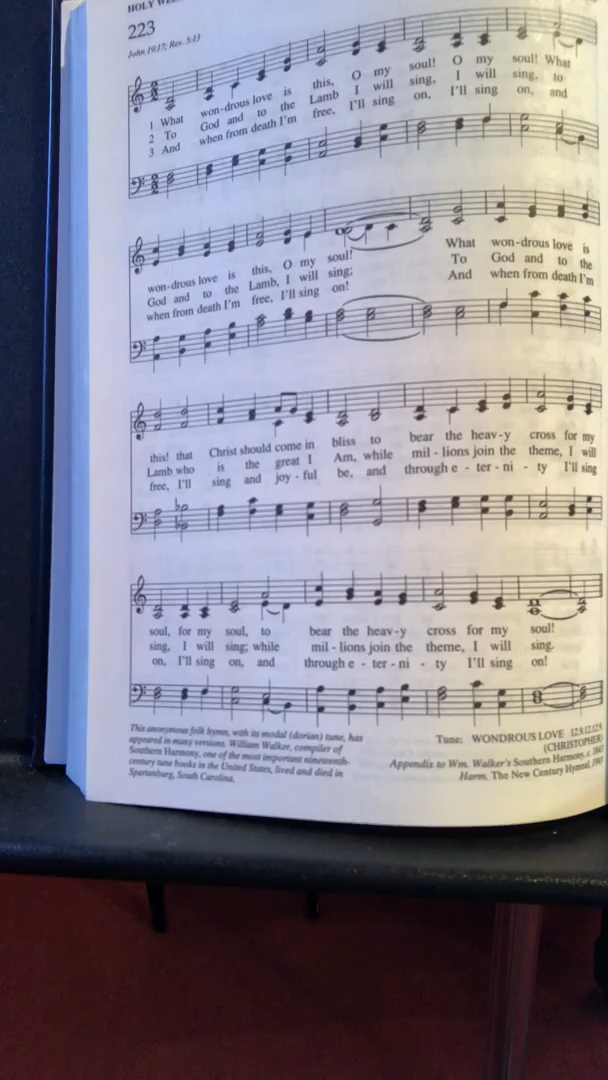 HOLY
223
John 19:17; Rev. 5:13
1 What won-drous love is this, O my soul! O my soul! What
2 To God and to the Lamb I will sing, I will sing, to
3 And when from death I'm free, I'll sing on, I'll sing on, and
won-drous love is this, O my soul! What won-drous love is
God and to the Lamb, I will sing; To God and to the
when from death I'm free, I'll sing on! And when from death I'm
this! that Christ should come in bliss to bear the heav-y cross for my
Lamb who is the great I Am, while mil - lions join the theme, I will
free, I'll sing and joy - ful be, and through e - ter - ni - ty I'll sing
soul, for my soul, to bear the heav-y cross for my soul!
sing, I will sing; while mil - lions join the theme, I will sing.
on, I'll sing on, and through e - ter - ni - ty I'll sing on!
This anonymous folk hymn, with its modal (dorian) tune, has
appeared in many versions. William Walker, compiler of
Southern Harmony, one of the most important nineteenth-
century tune books in the United States, lived and died in
Spartanburg, South Carolina.
Tune: WONDROUS LOVE 12.9.12.12.9
(CHRISTOPHER)
Appendix to Wm. Walker's Southern Harmony, c.
Harm. The New Century Hymnal,